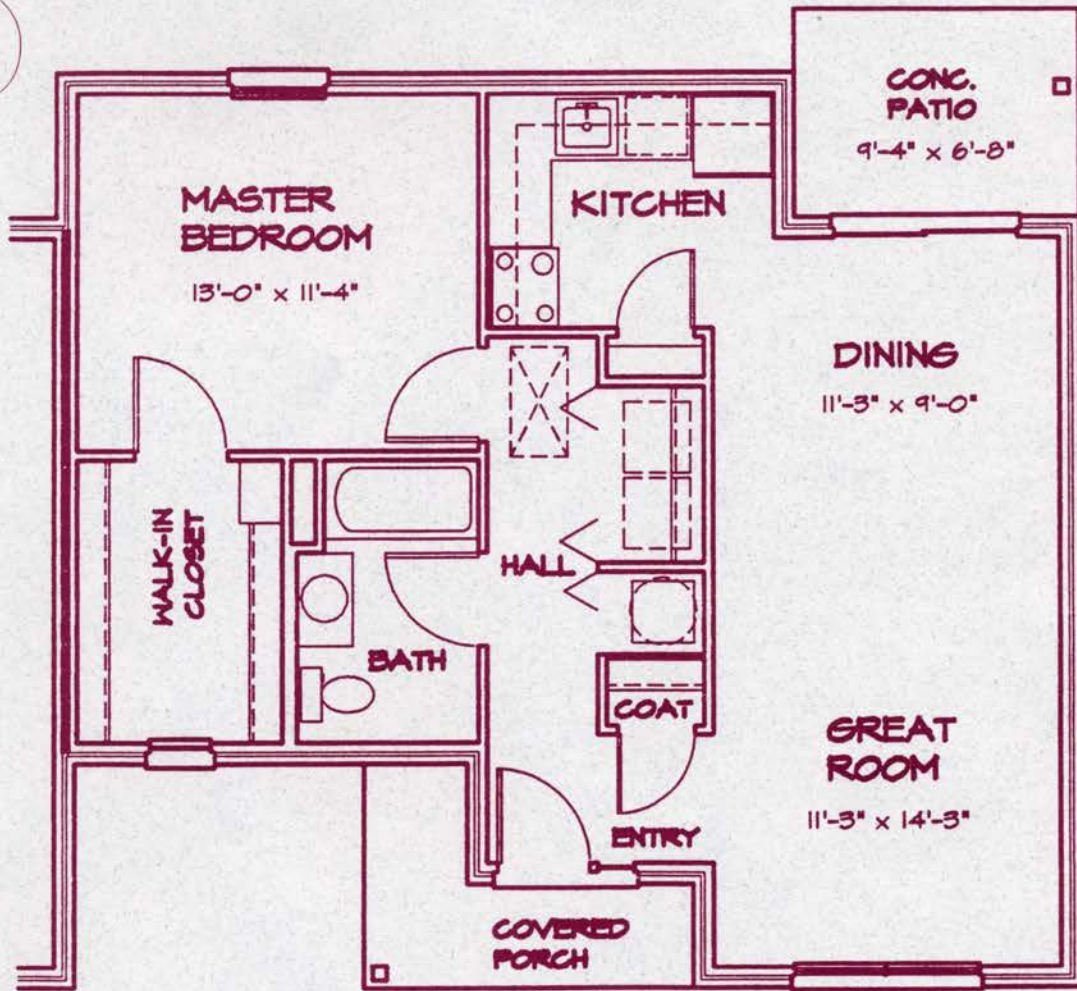 CONC.
PATIO
9'-4" x 6'-8"
MASTER
BEDROOM
13'-0" x 11'-4"
KITCHEN
DINING
11'-3" x 9'-0"
WALK-IN
CLOSET
HALL
BATH
COAT
GREAT
ROOM
11'-3" x 14'-3"
ENTRY
COVERED
PORCH